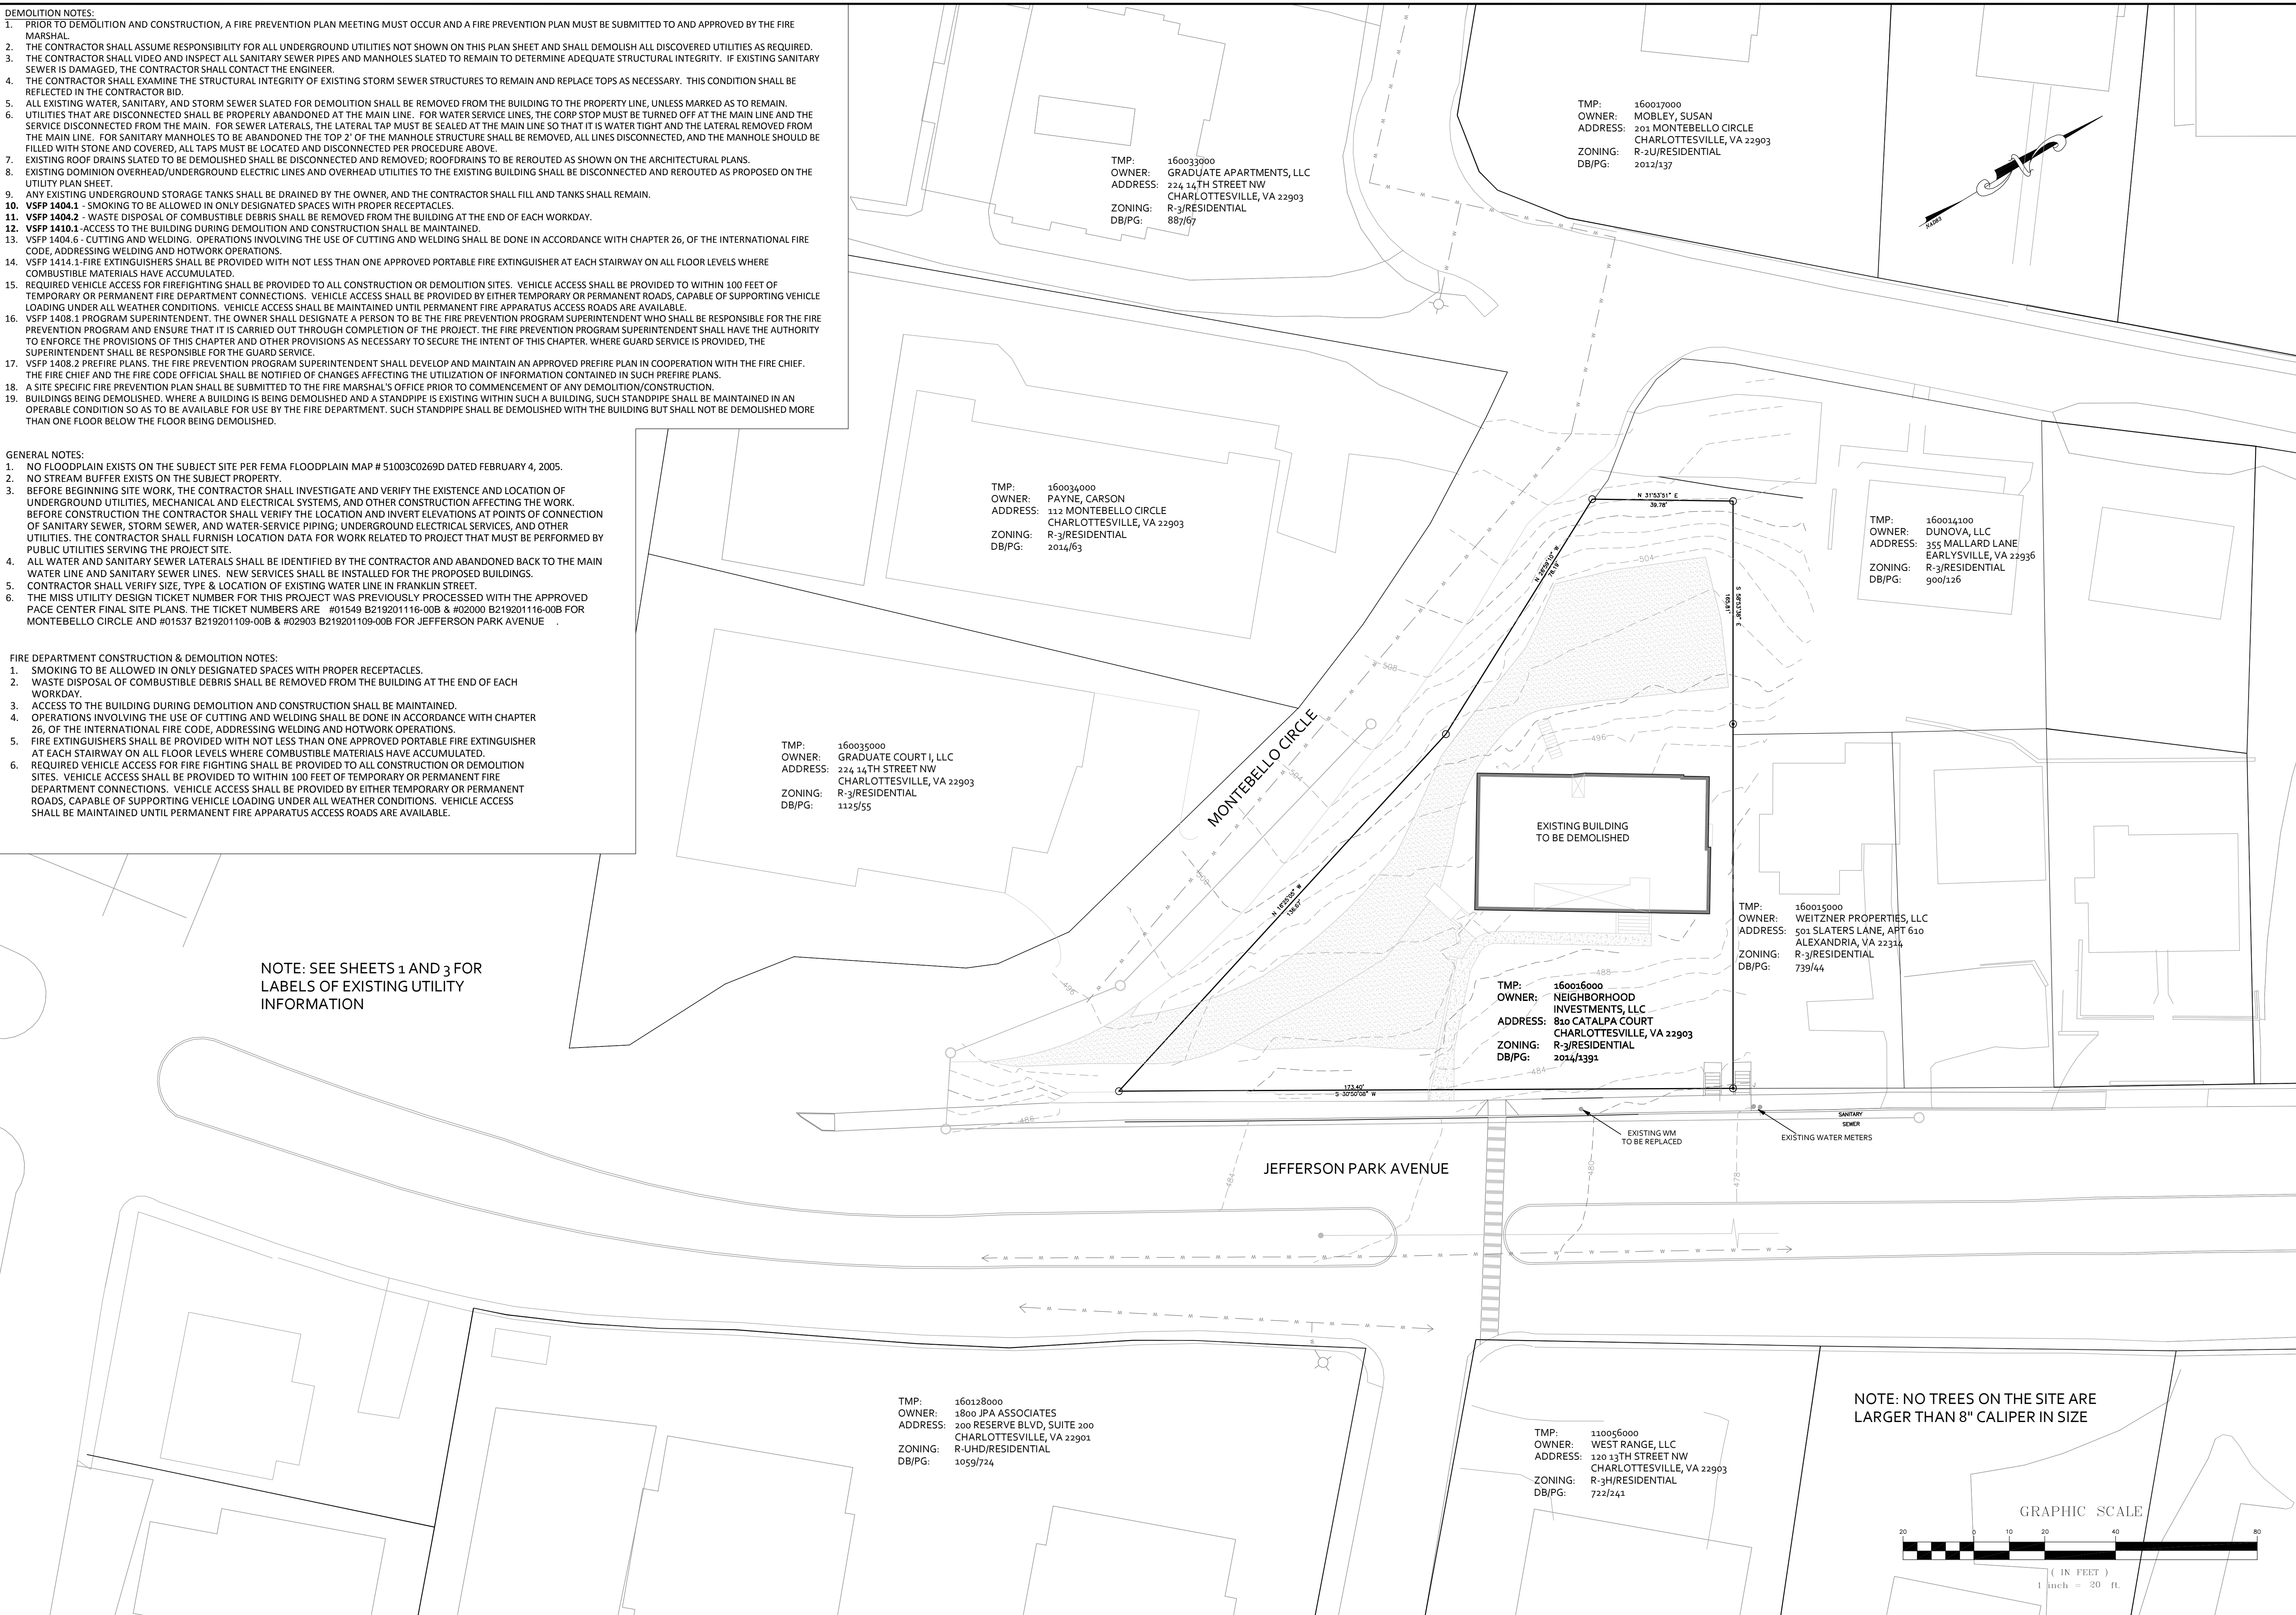 DEMOLITION NOTES:
1. PRIOR TO DEMOLITION AND CONSTRUCTION, A FIRE PREVENTION PLAN MEETING MUST OCCUR AND A FIRE PREVENTION PLAN MUST BE SUBMITTED TO AND APPROVED BY THE FIRE
MARSHAL.
2. THE CONTRACTOR SHALL ASSUME RESPONSIBILITY FOR ALL UNDERGROUND UTILITIES NOT SHOWN ON THIS PLAN SHEET AND SHALL DEMOLISH ALL DISCOVERED UTILITIES AS REQUIRED.
3. THE CONTRACTOR SHALL VIDEO AND INSPECT ALL SANITARY SEWER PIPES AND MANHOLES SLATED TO REMAIN TO DETERMINE ADEQUATE STRUCTURAL INTEGRITY. IF EXISTING SANITARY
SEWER IS DAMAGED, THE CONTRACTOR SHALL CONTACT THE ENGINEER.
4. THE CONTRACTOR SHALL EXAMINE THE STRUCTURAL INTEGRITY OF EXISTING STORM SEWER STRUCTURES TO REMAIN AND REPLACE TOPS AS NECESSARY. THIS CONDITION SHALL BE
REFLECTED IN THE CONTRACTOR BID.
5. ALL EXISTING WATER, SANITARY, AND STORM SEWER SLATED FOR DEMOLITION SHALL BE REMOVED FROM THE BUILDING TO THE PROPERTY LINE, UNLESS MARKED AS TO REMAIN.
6. UTILITIES THAT ARE DISCONNECTED SHALL BE PROPERLY ABANDONED AT THE MAIN LINE. FOR WATER SERVICE LINES, THE CORP STOP MUST BE TURNED OFF AT THE MAIN LINE AND THE
SERVICE DISCONNECTED FROM THE MAIN. FOR SEWER LATERALS, THE LATERAL TAP MUST BE SEALED AT THE MAIN LINE SO THAT IT IS WATER TIGHT AND THE LATERAL REMOVED FROM
THE MAIN LINE. FOR SANITARY MANHOLES TO BE ABANDONED THE TOP 2' OF THE MANHOLE STRUCTURE SHALL BE REMOVED, ALL LINES DISCONNECTED, AND THE MANHOLE SHOULD BE
FILLED WITH STONE AND COVERED, ALL TAPS MUST BE LOCATED AND DISCONNECTED PER PROCEDURE ABOVE.
7. EXISTING ROOF DRAINS SLATED TO BE DEMOLISHED SHALL BE DISCONNECTED AND REMOVED; ROOFDRAINS TO BE REROUTED AS SHOWN ON THE ARCHITECTURAL PLANS.
8. EXISTING DOMINION OVERHEAD/UNDERGROUND ELECTRIC LINES AND OVERHEAD UTILITIES TO THE EXISTING BUILDING SHALL BE DISCONNECTED AND REROUTED AS PROPOSED ON THE
UTILITY PLAN SHEET.
9. ANY EXISTING UNDERGROUND STORAGE TANKS SHALL BE DRAINED BY THE OWNER, AND THE CONTRACTOR SHALL FILL AND TANKS SHALL REMAIN.
10. VSFP 1404.1 - SMOKING TO BE ALLOWED IN ONLY DESIGNATED SPACES WITH PROPER RECEPTACLES.
11. VSFP 1404.2 - WASTE DISPOSAL OF COMBUSTIBLE DEBRIS SHALL BE REMOVED FROM THE BUILDING AT THE END OF EACH WORKDAY.
12. VSFP 1410.1-ACCESS TO THE BUILDING DURING DEMOLITION AND CONSTRUCTION SHALL BE MAINTAINED.
13. VSFP 1404.6 - CUTTING AND WELDING. OPERATIONS INVOLVING THE USE OF CUTTING AND WELDING SHALL BE DONE IN ACCORDANCE WITH CHAPTER 26, OF THE INTERNATIONAL FIRE
CODE, ADDRESSING WELDING AND HOTWORK OPERATIONS.
14. VSFP 1414.1-FIRE EXTINGUISHERS SHALL BE PROVIDED WITH NOT LESS THAN ONE APPROVED PORTABLE FIRE EXTINGUISHER AT EACH STAIRWAY ON ALL FLOOR LEVELS WHERE
COMBUSTIBLE MATERIALS HAVE ACCUMULATED.
15. REQUIRED VEHICLE ACCESS FOR FIREFIGHTING SHALL BE PROVIDED TO ALL CONSTRUCTION OR DEMOLITION SITES. VEHICLE ACCESS SHALL BE PROVIDED TO WITHIN 100 FEET OF
TEMPORARY OR PERMANENT FIRE DEPARTMENT CONNECTIONS. VEHICLE ACCESS SHALL BE PROVIDED BY EITHER TEMPORARY OR PERMANENT ROADS, CAPABLE OF SUPPORTING VEHICLE
LOADING UNDER ALL WEATHER CONDITIONS. VEHICLE ACCESS SHALL BE MAINTAINED UNTIL PERMANENT FIRE APPARATUS ACCESS ROADS ARE AVAILABLE.
16. VSFP 1408.1 PROGRAM SUPERINTENDENT. THE OWNER SHALL DESIGNATE A PERSON TO BE THE FIRE PREVENTION PROGRAM SUPERINTENDENT WHO SHALL BE RESPONSIBLE FOR THE FIRE
PREVENTION PROGRAM AND ENSURE THAT IT IS CARRIED OUT THROUGH COMPLETION OF THE PROJECT. THE FIRE PREVENTION PROGRAM SUPERINTENDENT SHALL HAVE THE AUTHORITY
TO ENFORCE THE PROVISIONS OF THIS CHAPTER AND OTHER PROVISIONS AS NECESSARY TO SECURE THE INTENT OF THIS CHAPTER. WHERE GUARD SERVICE IS PROVIDED, THE
SUPERINTENDENT SHALL BE RESPONSIBLE FOR THE GUARD SERVICE.
17. VSFP 1408.2 PREFIRE PLANS. THE FIRE PREVENTION PROGRAM SUPERINTENDENT SHALL DEVELOP AND MAINTAIN AN APPROVED PREFIRE PLAN IN COOPERATION WITH THE FIRE CHIEF.
THE FIRE CHIEF AND THE FIRE CODE OFFICIAL SHALL BE NOTIFIED OF CHANGES AFFECTING THE UTILIZATION OF INFORMATION CONTAINED IN SUCH PREFIRE PLANS.
18. A SITE SPECIFIC FIRE PREVENTION PLAN SHALL BE SUBMITTED TO THE FIRE MARSHAL'S OFFICE PRIOR TO COMMENCEMENT OF ANY DEMOLITION/CONSTRUCTION.
19. BUILDINGS BEING DEMOLISHED. WHERE A BUILDING IS BEING DEMOLISHED AND A STANDPIPE IS EXISTING WITHIN SUCH A BUILDING, SUCH STANDPIPE SHALL BE MAINTAINED IN AN
OPERABLE CONDITION SO AS TO BE AVAILABLE FOR USE BY THE FIRE DEPARTMENT. SUCH STANDPIPE SHALL BE DEMOLISHED WITH THE BUILDING BUT SHALL NOT BE DEMOLISHED MORE
THAN ONE FLOOR BELOW THE FLOOR BEING DEMOLISHED.
GENERAL NOTES:
1. NO FLOODPLAIN EXISTS ON THE SUBJECT SITE PER FEMA FLOODPLAIN MAP # 51003C0269D DATED FEBRUARY 4, 2005.
2. NO STREAM BUFFER EXISTS ON THE SUBJECT PROPERTY.
3. BEFORE BEGINNING SITE WORK, THE CONTRACTOR SHALL INVESTIGATE AND VERIFY THE EXISTENCE AND LOCATION OF
UNDERGROUND UTILITIES, MECHANICAL AND ELECTRICAL SYSTEMS, AND OTHER CONSTRUCTION AFFECTING THE WORK.
BEFORE CONSTRUCTION THE CONTRACTOR SHALL VERIFY THE LOCATION AND INVERT ELEVATIONS AT POINTS OF CONNECTION
OF SANITARY SEWER, STORM SEWER, AND WATER-SERVICE PIPING; UNDERGROUND ELECTRICAL SERVICES, AND OTHER
UTILITIES. THE CONTRACTOR SHALL FURNISH LOCATION DATA FOR WORK RELATED TO PROJECT THAT MUST BE PERFORMED BY
PUBLIC UTILITIES SERVING THE PROJECT SITE.
4. ALL WATER AND SANITARY SEWER LATERALS SHALL BE IDENTIFIED BY THE CONTRACTOR AND ABANDONED BACK TO THE MAIN
WATER LINE AND SANITARY SEWER LINES. NEW SERVICES SHALL BE INSTALLED FOR THE PROPOSED BUILDINGS.
5. CONTRACTOR SHALL VERIFY SIZE, TYPE & LOCATION OF EXISTING WATER LINE IN FRANKLIN STREET.
6. THE MISS UTILITY DESIGN TICKET NUMBER FOR THIS PROJECT WAS PREVIOUSLY PROCESSED WITH THE APPROVED
PACE CENTER FINAL SITE PLANS. THE TICKET NUMBERS ARE #01549 B219201116-00B & #02000 B219201116-00B FOR
MONTEBELLO CIRCLE AND #01537 B219201109-00B & #02903 B219201109-00B FOR JEFFERSON PARK AVENUE .
FIRE DEPARTMENT CONSTRUCTION & DEMOLITION NOTES:
1. SMOKING TO BE ALLOWED IN ONLY DESIGNATED SPACES WITH PROPER RECEPTACLES.
2. WASTE DISPOSAL OF COMBUSTIBLE DEBRIS SHALL BE REMOVED FROM THE BUILDING AT THE END OF EACH
WORKDAY.
3. ACCESS TO THE BUILDING DURING DEMOLITION AND CONSTRUCTION SHALL BE MAINTAINED.
4. OPERATIONS INVOLVING THE USE OF CUTTING AND WELDING SHALL BE DONE IN ACCORDANCE WITH CHAPTER
26, OF THE INTERNATIONAL FIRE CODE, ADDRESSING WELDING AND HOTWORK OPERATIONS.
5. FIRE EXTINGUISHERS SHALL BE PROVIDED WITH NOT LESS THAN ONE APPROVED PORTABLE FIRE EXTINGUISHER
AT EACH STAIRWAY ON ALL FLOOR LEVELS WHERE COMBUSTIBLE MATERIALS HAVE ACCUMULATED.
6. REQUIRED VEHICLE ACCESS FOR FIRE FIGHTING SHALL BE PROVIDED TO ALL CONSTRUCTION OR DEMOLITION
SITES. VEHICLE ACCESS SHALL BE PROVIDED TO WITHIN 100 FEET OF TEMPORARY OR PERMANENT FIRE
DEPARTMENT CONNECTIONS. VEHICLE ACCESS SHALL BE PROVIDED BY EITHER TEMPORARY OR PERMANENT
ROADS, CAPABLE OF SUPPORTING VEHICLE LOADING UNDER ALL WEATHER CONDITIONS. VEHICLE ACCESS
SHALL BE MAINTAINED UNTIL PERMANENT FIRE APPARATUS ACCESS ROADS ARE AVAILABLE.
TMP: 160033000
OWNER: GRADUATE APARTMENTS, LLC
ADDRESS: 224 14TH STREET NW
CHARLOTTESVILLE, VA 22903
ZONING: R-3/RESIDENTIAL
DB/PG: 887/67
TMP: 160017000
OWNER: MOBLEY, SUSAN
ADDRESS: 201 MONTEBELLO CIRCLE
CHARLOTTESVILLE, VA 22903
ZONING: R-2U/RESIDENTIAL
DB/PG: 2012/137
NAD83
TMP: 160034000
OWNER: PAYNE, CARSON
ADDRESS: 112 MONTEBELLO CIRCLE
CHARLOTTESVILLE, VA 22903
ZONING: R-3/RESIDENTIAL
DB/PG: 2014/63
N 31°53'51" E
39.78'
TMP: 160014100
OWNER: DUNOVA, LLC
ADDRESS: 355 MALLARD LANE
EARLYSVILLE, VA 22936
ZONING: R-3/RESIDENTIAL
DB/PG: 900/126
504
78.19'
165.81'
508
496
504
500
496
MONTEBELLO CIRCLE
TMP: 160035000
OWNER: GRADUATE COURT I, LLC
ADDRESS: 224 14TH STREET NW
CHARLOTTESVILLE, VA 22903
ZONING: R-3/RESIDENTIAL
DB/PG: 1125/55
EXISTING BUILDING
TO BE DEMOLISHED
136.67'
TMP: 160015000
OWNER: WEITZNER PROPERTIES, LLC
ADDRESS: 501 SLATERS LANE, APT 610
ALEXANDRIA, VA 22314
ZONING: R-3/RESIDENTIAL
DB/PG: 739/44
NOTE: SEE SHEETS 1 AND 3 FOR
LABELS OF EXISTING UTILITY
INFORMATION
488
TMP: 160016000
OWNER: NEIGHBORHOOD
INVESTMENTS, LLC
ADDRESS: 810 CATALPA COURT
CHARLOTTESVILLE, VA 22903
ZONING: R-3/RESIDENTIAL
DB/PG: 2014/1391
484
173.40'
S 30°50'08" W
486
SANITARY
SEWER
EXISTING WM
TO BE REPLACED
EXISTING WATER METERS
JEFFERSON PARK AVENUE
484
480
478
TMP: 160128000
OWNER: 1800 JPA ASSOCIATES
ADDRESS: 200 RESERVE BLVD, SUITE 200
CHARLOTTESVILLE, VA 22901
ZONING: R-UHD/RESIDENTIAL
DB/PG: 1059/724
TMP: 110056000
OWNER: WEST RANGE, LLC
ADDRESS: 120 13TH STREET NW
CHARLOTTESVILLE, VA 22903
ZONING: R-3H/RESIDENTIAL
DB/PG: 722/241
NOTE: NO TREES ON THE SITE ARE
LARGER THAN 8" CALIPER IN SIZE
GRAPHIC SCALE
20 0 10 20 40 80
( IN FEET )
1 inch = 20 ft.